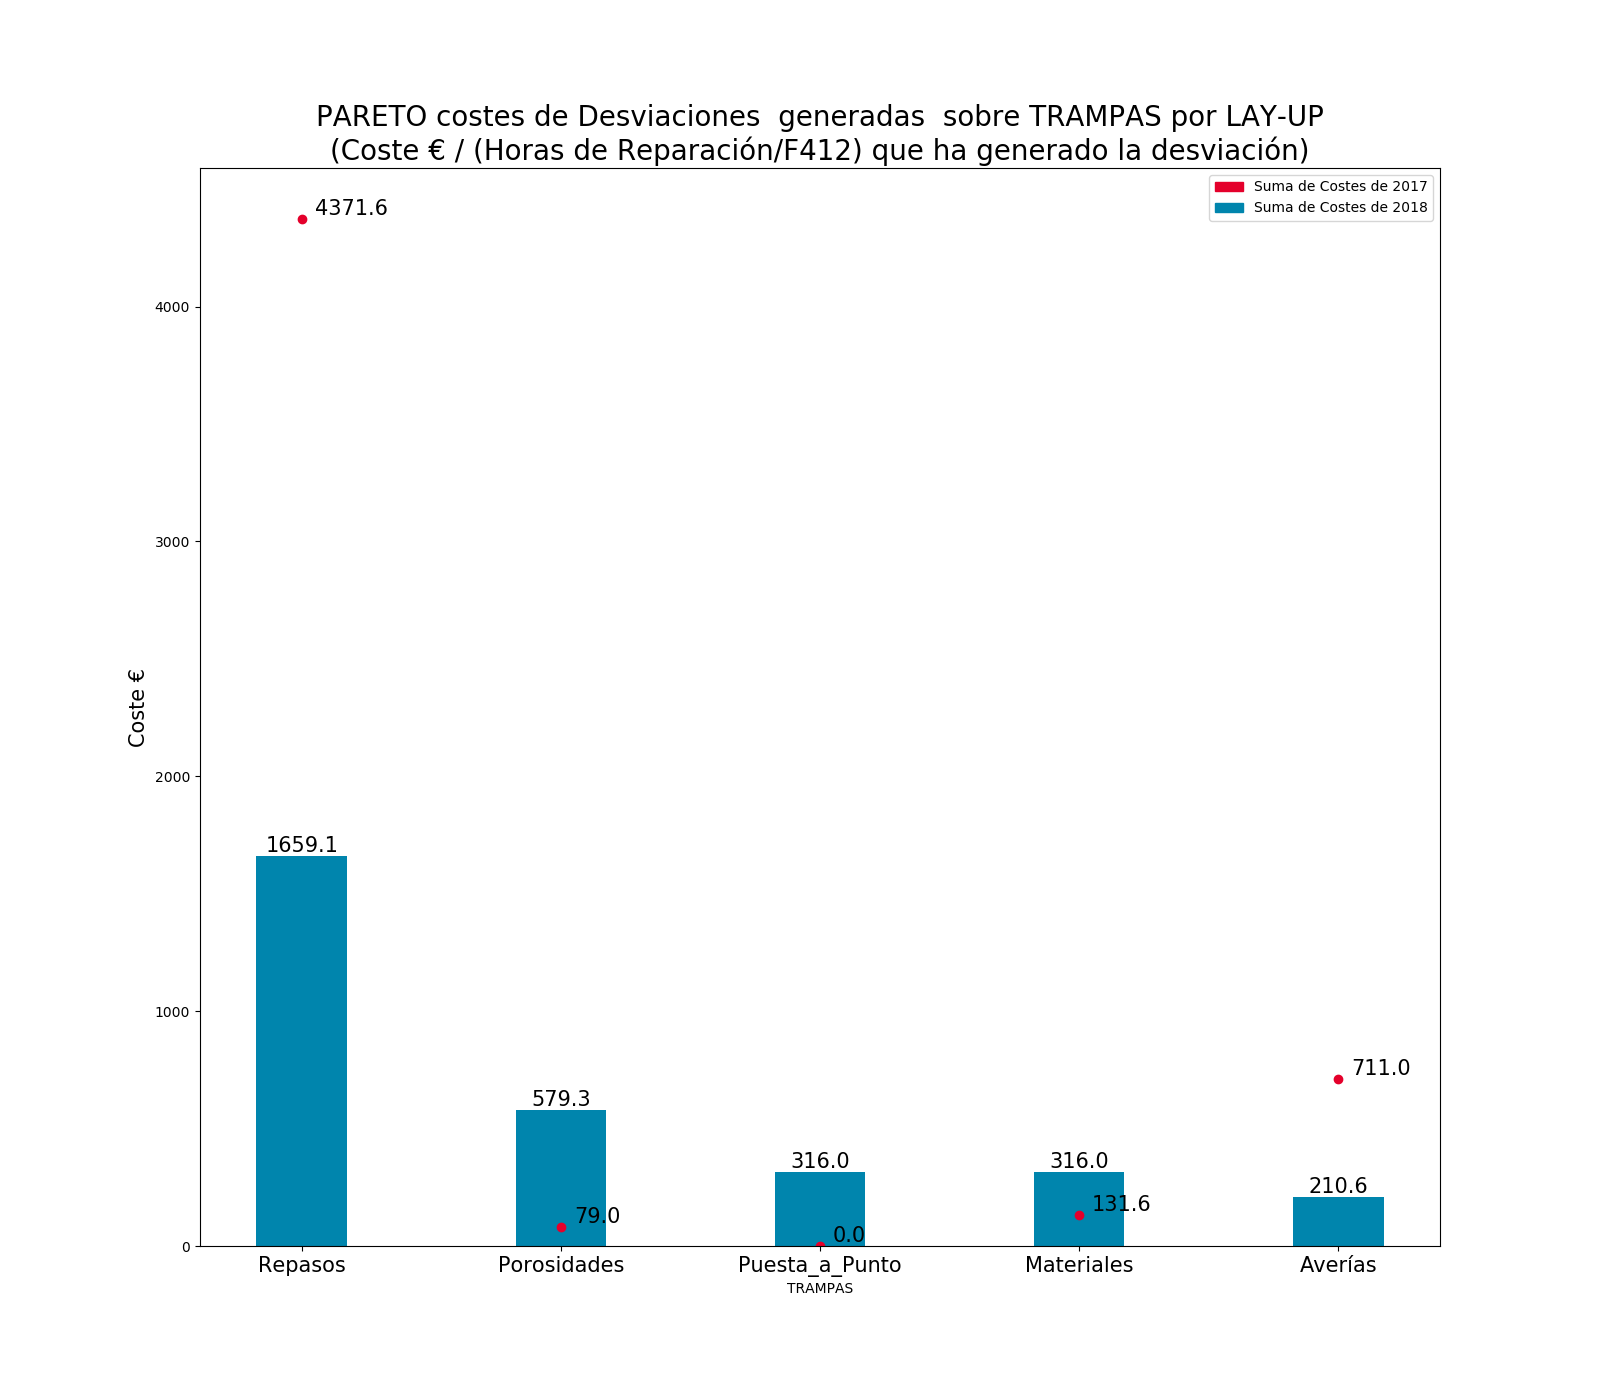 PARETO costes de Desviaciones  generadas  sobre TRAMPAS por LAY-UP
(Coste € / (Horas de Reparación/F412) que ha generado la desviación)
Suma de Costes de 2017
Suma de Costes de 2018
4371.6
4000
3000
Coste €
2000
1659.1
1000
711.0
579.3
316.0
316.0
210.6
131.6
79.0
0.0
0
Repasos
Porosidades
Puesta_a_Punto
Materiales
Averías
TRAMPAS